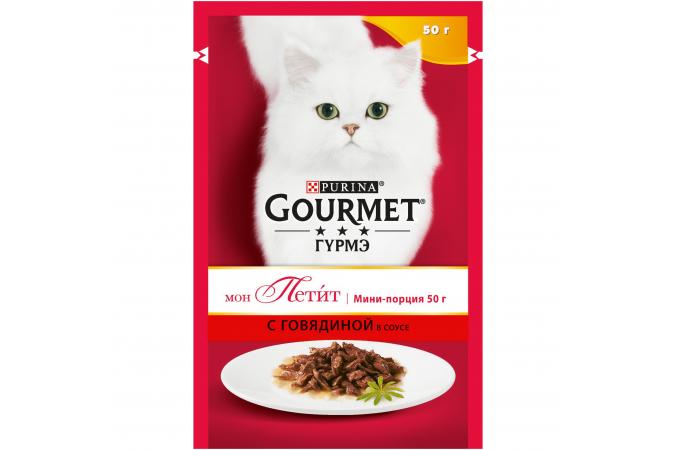 50 г
PURINA®
GOURMET®
ГУРМЭ
мон Петит | Мини-порция 50 г
С ГОВЯДИНОЙ В СОУСЕ